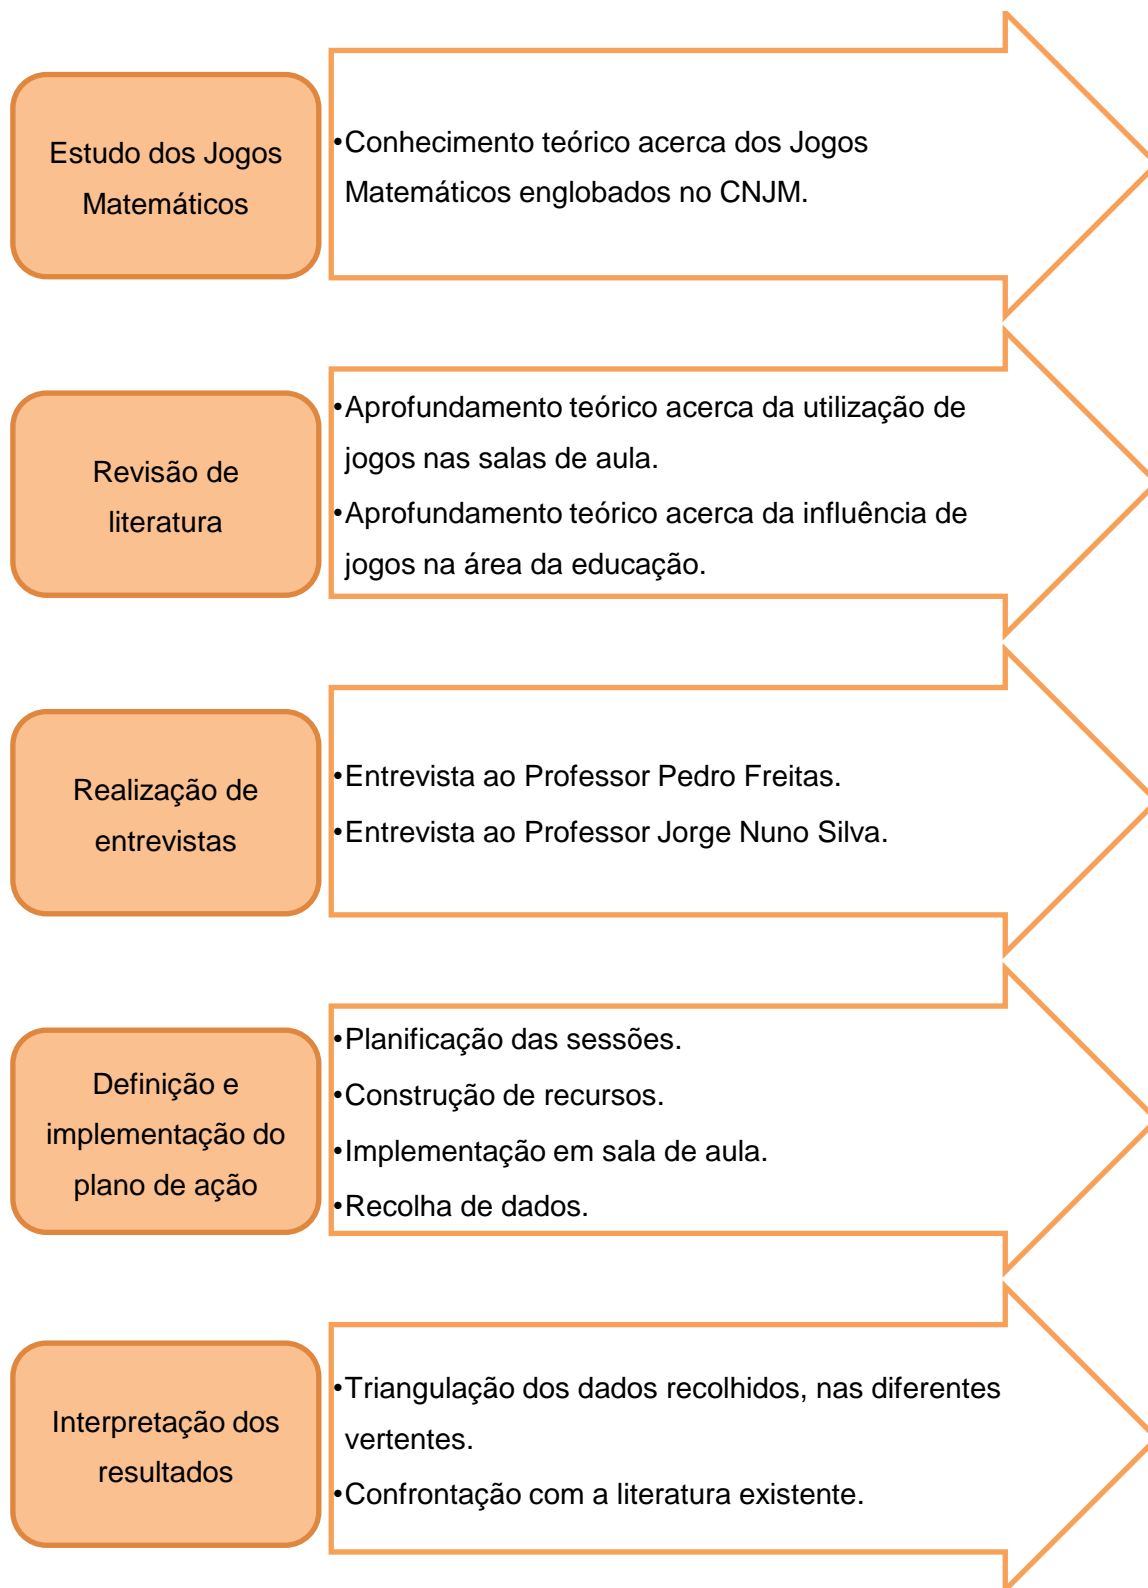 Estudo dos Jogos
Matemáticos
•Conhecimento teórico acerca dos Jogos
Matemáticos englobados no CNJM.
Revisão de
literatura
•Aprofundamento teórico acerca da utilização de
jogos nas salas de aula.
•Aprofundamento teórico acerca da influência de
jogos na área da educação.
Realização de
entrevistas
•Entrevista ao Professor Pedro Freitas.
•Entrevista ao Professor Jorge Nuno Silva.
Definição e
implementação do
plano de ação
•Planificação das sessões.
•Construção de recursos.
•Implementação em sala de aula.
•Recolha de dados.
Interpretação dos
resultados
•Triangulação dos dados recolhidos, nas diferentes
vertentes.
•Confrontação com a literatura existente.